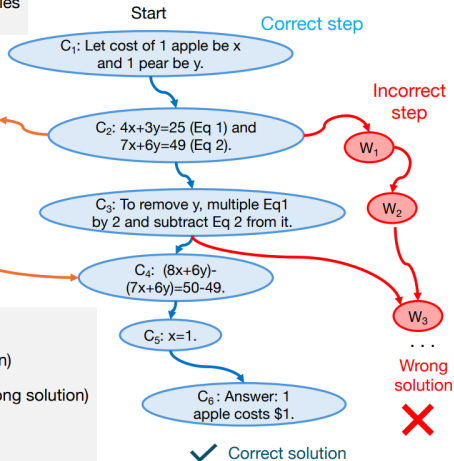 les
Start
Correct step
C₁: Let cost of 1 apple be x
and 1 pear be y.
Incorrect
step
C₂: 4x+3y=25 (Eq 1) and
7x+6y=49 (Eq 2).
W₁
W₂
C₃: To remove y, multiple Eq1
by 2 and subtract Eq 2 from it.
C₄: (8x+6y)-
(7x+6y)=50-49.
W₃
C₅: x=1.
. . .
n)
Wrong
solution
ong solution)
C₆: Answer: 1
apple costs $1.
Correct solution